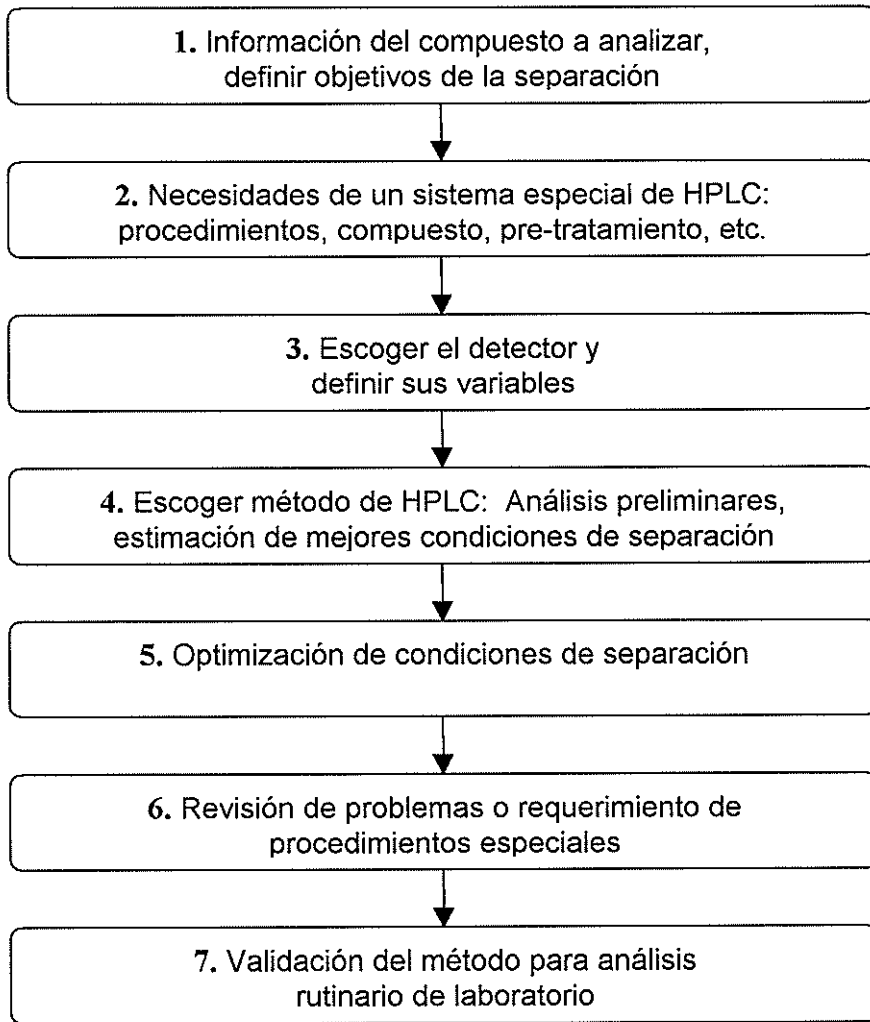 1. Información del compuesto a analizar,
definir objetivos de la separación
2. Necesidades de un sistema especial de HPLC:
procedimientos, compuesto, pre-tratamiento, etc.
3. Escoger el detector y
definir sus variables
4. Escoger método de HPLC: Análisis preliminares,
estimación de mejores condiciones de separación
5. Optimización de condiciones de separación
6. Revisión de problemas o requerimiento de
procedimientos especiales
7. Validación del método para análisis
rutinario de laboratorio